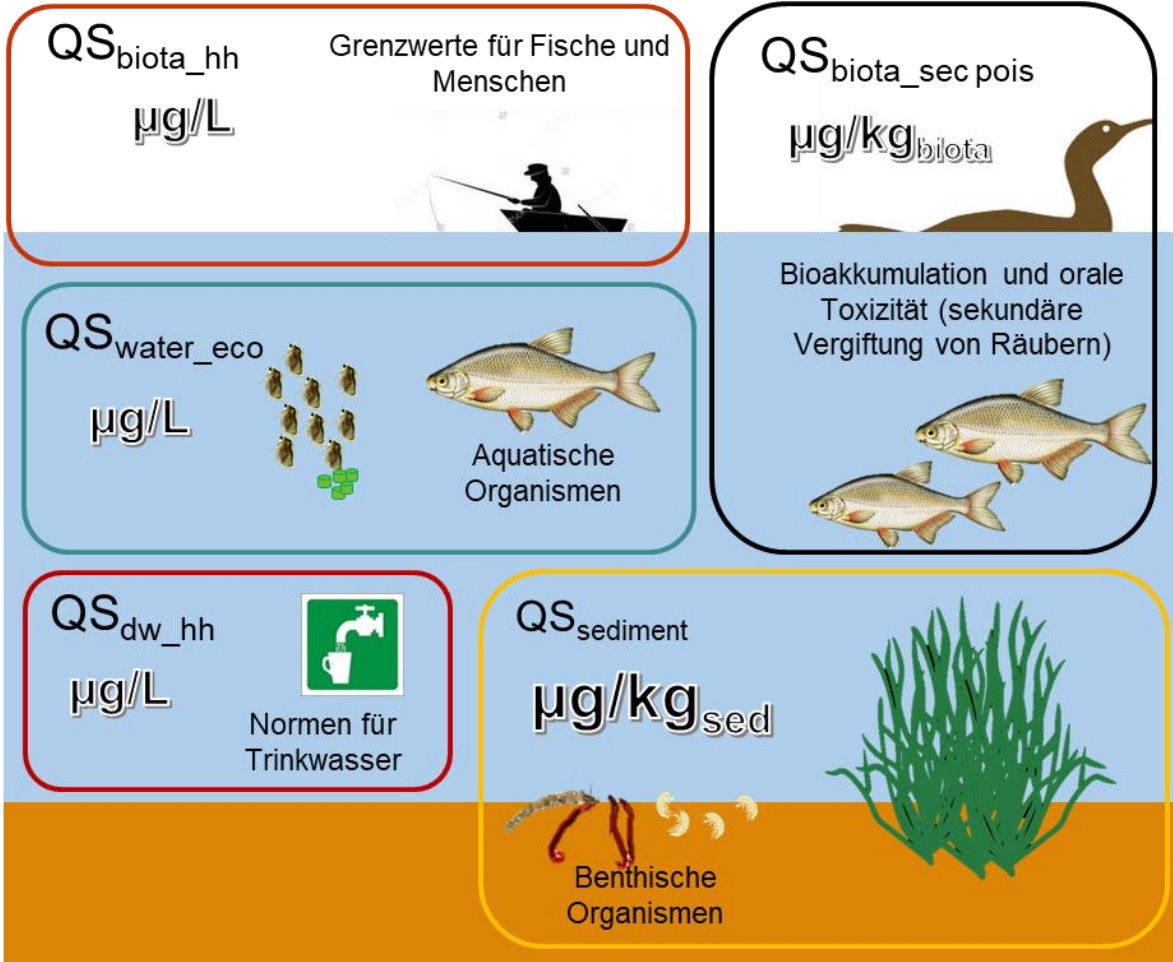 QSbiota_hh
µg/L
Grenzwerte für Fische und
Menschen
QSbiota_sec pois
µg/kgbiota
Bioakkumulation und orale
Toxizität (sekundäre
Vergiftung von Räubern)
QSwater_eco
µg/L
Aquatische
Organismen
QSdw_hh
µg/L
Normen für
Trinkwasser
QSsediment
µg/kgsed
Benthische
Organismen